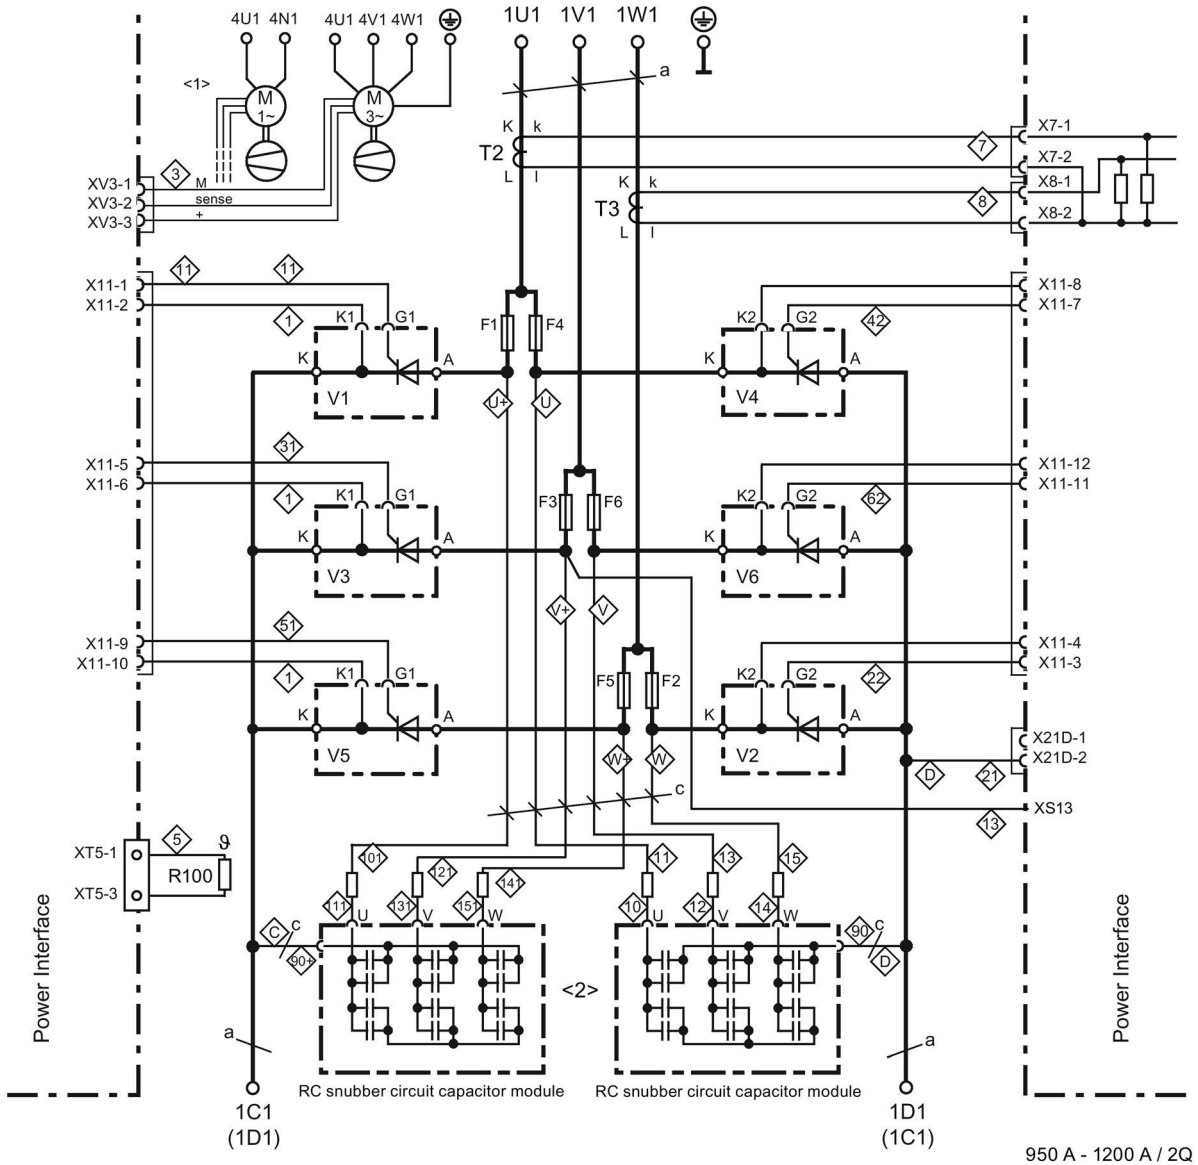 4U1 4N1 4U1 4V1 4W1 1U1 1V1 1W1
<1>
M
1~
M
3~
a
K k
T2
L l
K k
T3
L l
7
8
X7-1
X7-2
X8-1
X8-2
3
XV3-1
XV3-2
XV3-3
M
sense
+
11 11
X11-1
X11-2
1
K1 G1
K A
V1
F1 F4
U+ U
K2 G2
K A
V4
42
X11-8
X11-7
31
X11-5
X11-6
1
K1 G1
K A
V3
F3 F6
V+ V
K2 G2
K A
V6
62
X11-12
X11-11
51
X11-9
X11-10
1
K1 G1
K A
V5
F5 F2
W+ W
K2 G2
K A
V2
22
X11-4
X11-3
X21D-1
X21D-2
D 21
c
XS13
13
XT5-1
XT5-3
5
ϑ
R100
101 121 141
111 131 151
U V W
11 13 15
10 12 14
U V W
C c
90+
90 c
D
<2>
a
a
RC snubber circuit capacitor module
RC snubber circuit capacitor module
Power Interface
Power Interface
1C1
(1D1)
1D1
(1C1)
950 A - 1200 A / 2Q